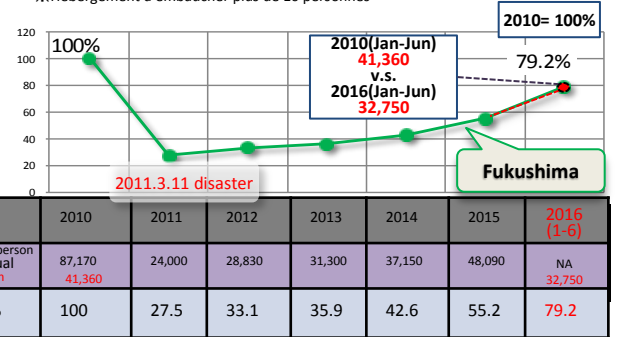 2010= 100%
120
100
80
60
40
20
0
100%
2010(Jan-Jun)
41,360
v.s.
2016(Jan-Jun)
32,750
79.2%
Fukushima
2011.3.11 disaster
2010 2011 2012 2013 2014 2015 2016
(1-6)
person
87,170 24,000 28,830 31,300 37,150 48,090 NA
41,360 32,750
100 27.5 33.1 35.9 42.6 55.2 79.2